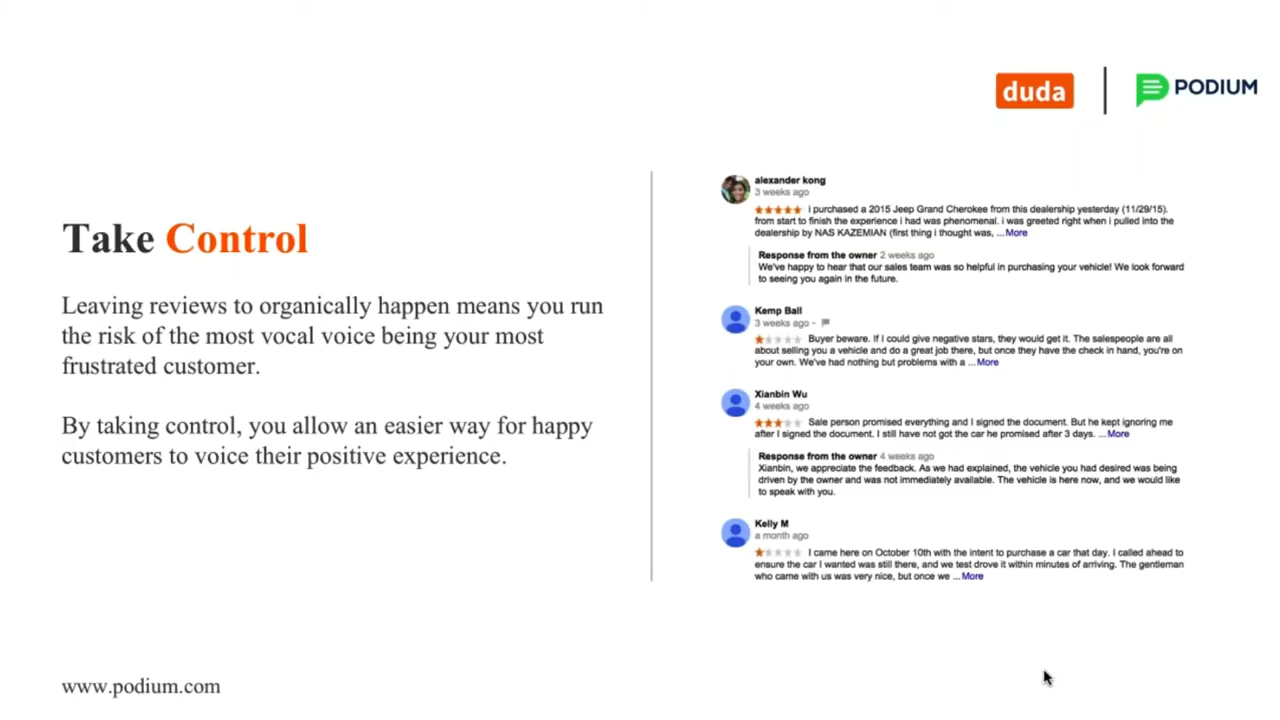 duda
PODIUM
Take Control
Leaving reviews to organically happen means you run
the risk of the most vocal voice being your most
frustrated customer.
By taking control, you allow an easier way for happy
customers to voice their positive experience.
alexander kong
3 weeks ago
i purchased a 2015 Jeep Grand Cherokee from this dealership yesterday (11/29/15).
from start to finish the experience i had was phenomenal. i was greeted right when i pulled into the
dealership by NAS KAZEMIAN (first thing i thought was, ...More
Response from the owner 2 weeks ago
We've happy to hear that our sales team was so helpful in purchasing your vehicle! We look forward
to seeing you again in the future.
Kemp Ball
3 weeks ago -
Buyer beware. If I could give negative stars, they would get it. The salespeople are all
about selling you a vehicle and do a great job there, but once they have the check in hand, you're on
your own. We've had nothing but problems with a ...More
Xianbin Wu
4 weeks ago
Sale person promised everything and I signed the document. But he kept ignoring me
after I signed the document. I still have not got the car he promised after 3 days. ...More
Response from the owner 4 weeks ago
Xianbin, we appreciate the feedback. As we had explained, the vehicle you had desired was being
driven by the owner and was not immediately available. The vehicle is here now, and we would like
to speak with you.
Kelly M
a month ago
I came here on October 10th with the intent to purchase a car that day. I called ahead to
ensure the car I wanted was still there, and we test drove it within minutes of arriving. The gentleman
who came with us was very nice, but once we ...More
www.podium.com